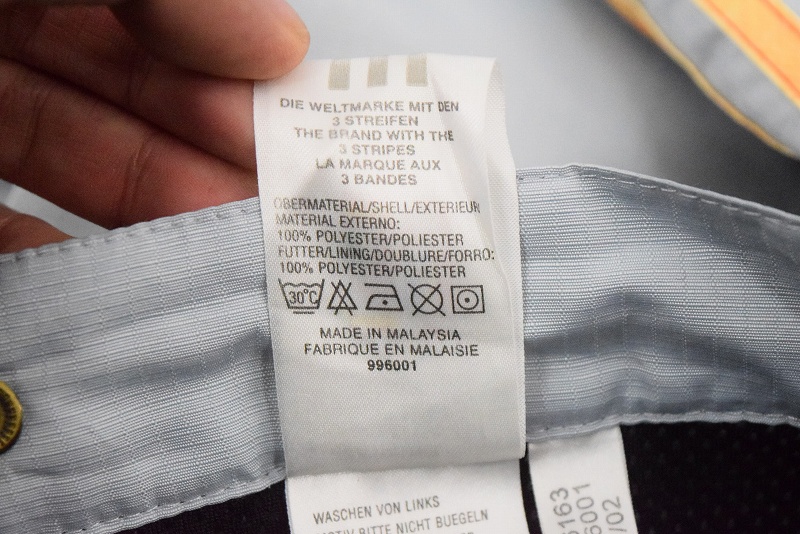 DIE WELTMARKE MIT DEN
3 STREIFEN
THE BRAND WITH THE
3 STRIPES
LA MARQUE AUX
3 BANDES
OBERMATERIAL/SHELL/EXTERIEUR
MATERIAL EXTERNO:
100% POLYESTER/POLIESTER
FUTTER/LINING/DOUBLURE/FORRO:
100% POLYESTER/POLIESTER
30°C
MADE IN MALAYSIA
FABRIQUE EN MALAISIE
996001
WASCHEN VON LINKS
BITTE NICHT BUEGELN
5163
6001
/02